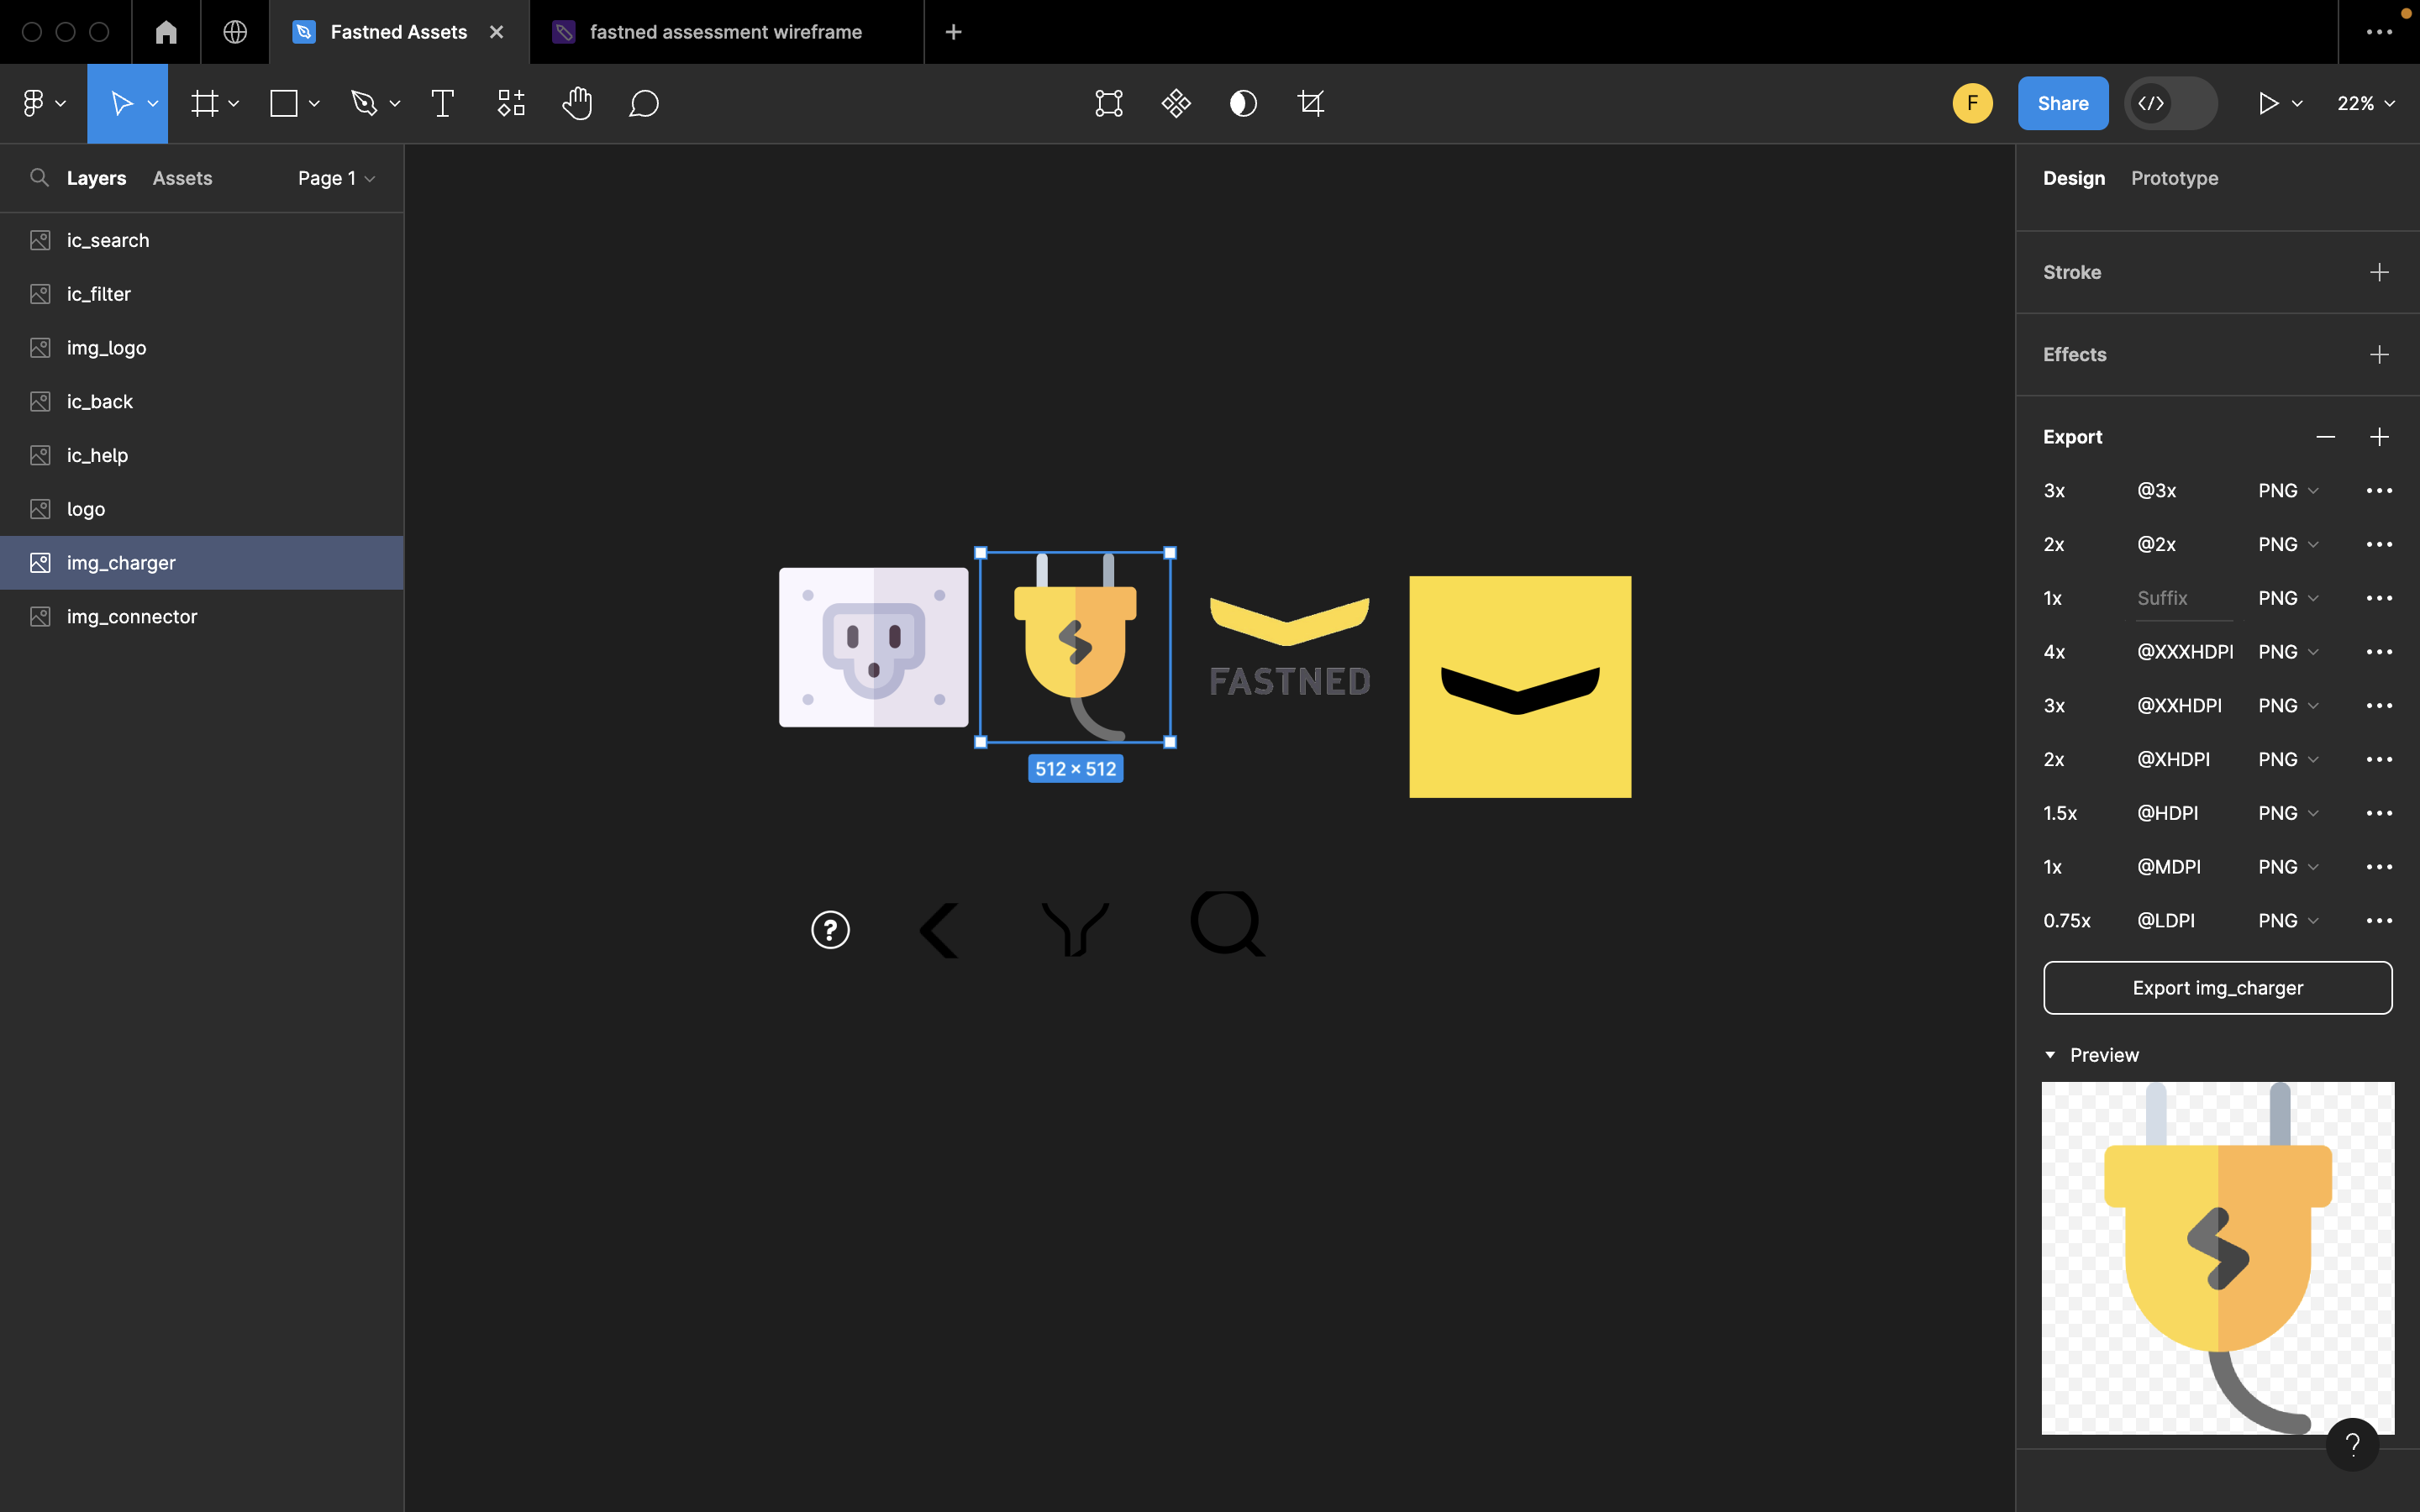 Fastned Assets
fastned assessment wireframe
F
Share
22%
Layers
Assets
Page 1
Design
Prototype
ic_search
ic_filter
img_logo
ic_back
ic_help
logo
img_charger
img_connector
FASTNED
512 × 512
?
Stroke
Effects
Export
3x @3x PNG
2x @2x PNG
1x Suffix PNG
4x @XXXHDPI PNG
3x @XXHDPI PNG
2x @XHDPI PNG
1.5x @HDPI PNG
1x @MDPI PNG
0.75x @LDPI PNG
Export img_charger
Preview
?